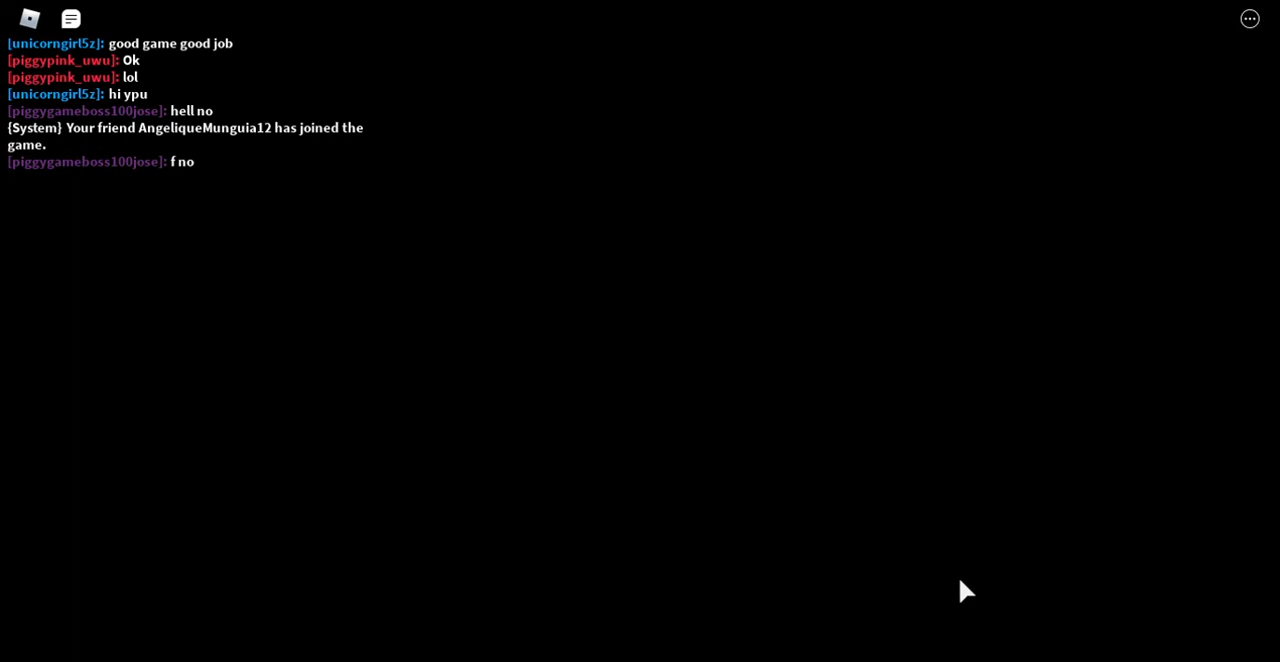 [unicorngirl5z]: good game good job
[piggypink_uwu]: Ok
[piggypink_uwu]: lol
[unicorngirl5z]: hi ypu
[piggygameboss100jose]: hell no
{System} Your friend AngeliqueMunguia12 has joined the
game.
[piggygameboss100jose]: f no